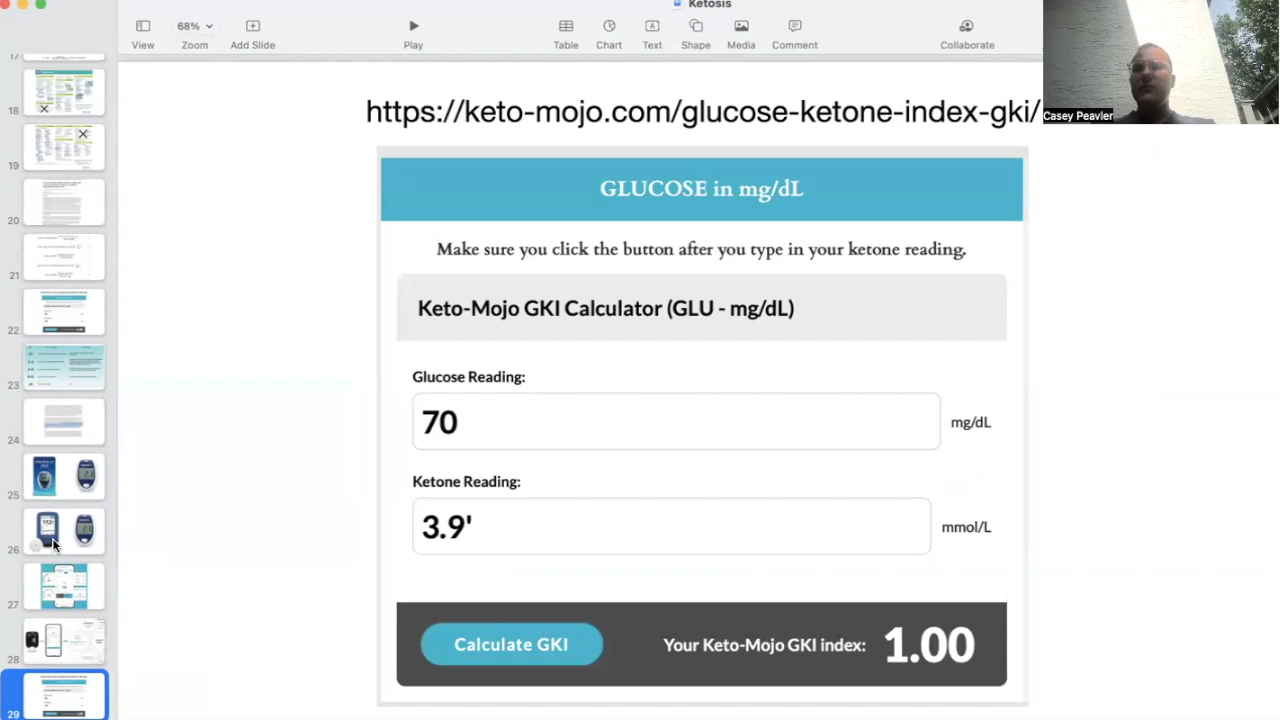 Ketosis
68%
View
Zoom
Add Slide
Play
Table
Chart
Text
Shape
Media
Comment
Collaborate
Casey Peavler
17
18
19
20
21
22
23
24
25
26
27
28
29
https://keto-mojo.com/glucose-ketone-index-gki/
GLUCOSE in mg/dL
Make sure you click the button after you type in your ketone reading.
Keto-Mojo GKI Calculator (GLU - mg/dL)
Glucose Reading:
70
mg/dL
Ketone Reading:
3.9'
mmol/L
Calculate GKI
Your Keto-Mojo GKI index:
1.00